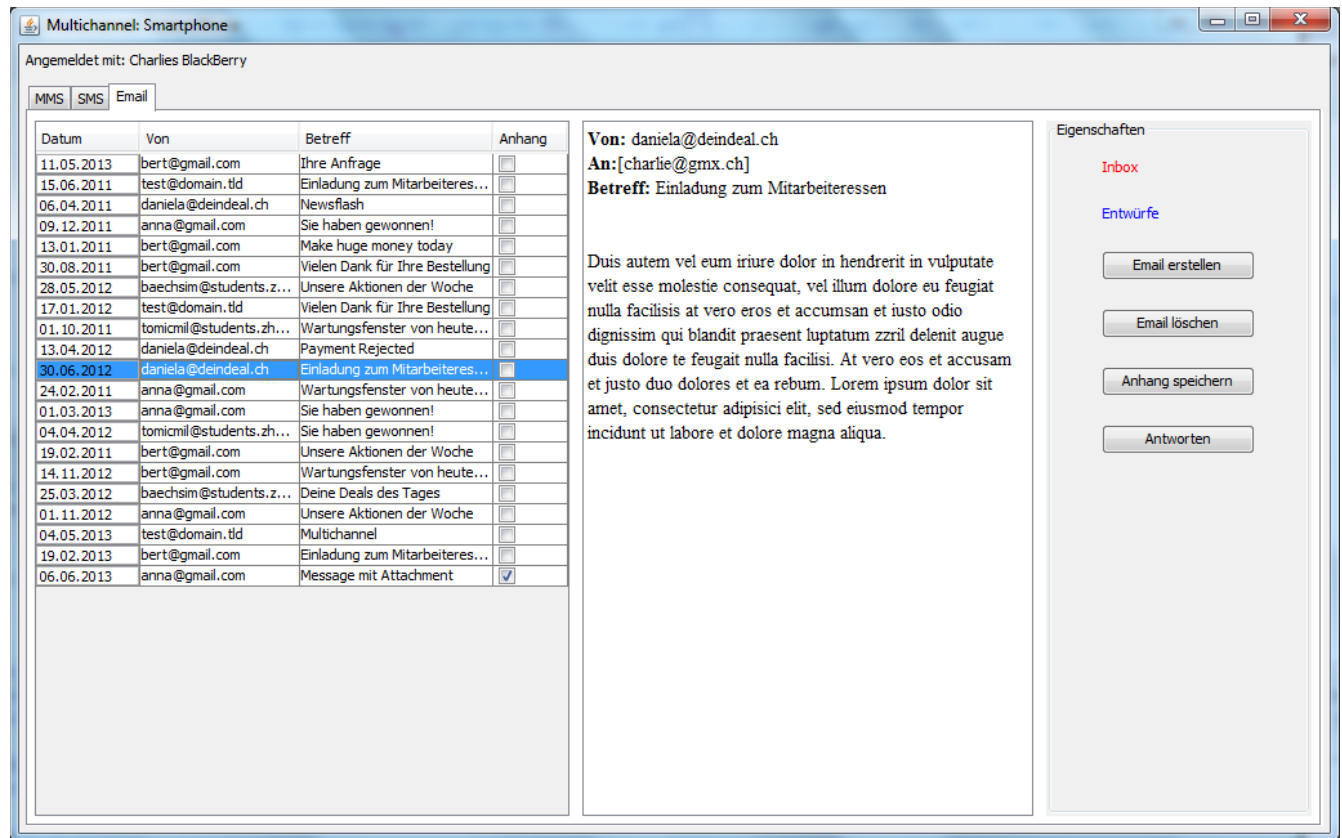 Multichannel: Smartphone
Angemeldet mit: Charlies BlackBerry
MMS SMS Email
Datum Von Betreff Anhang
11.05.2013 bert@gmail.com Ihre Anfrage
15.06.2011 test@domain.tld Einladung zum Mitarbeiteres...
06.04.2011 daniela@deindeal.ch Newsflash
09.12.2011 anna@gmail.com Sie haben gewonnen!
13.01.2011 bert@gmail.com Make huge money today
30.08.2011 bert@gmail.com Vielen Dank für Ihre Bestellung
28.05.2012 baechsim@students.z... Unsere Aktionen der Woche
17.01.2012 test@domain.tld Vielen Dank für Ihre Bestellung
01.10.2011 tomicmil@students.zh... Wartungsfenster von heute...
13.04.2012 daniela@deindeal.ch Payment Rejected
30.06.2012 daniela@deindeal.ch Einladung zum Mitarbeiteres...
24.02.2011 anna@gmail.com Wartungsfenster von heute...
01.03.2013 anna@gmail.com Sie haben gewonnen!
04.04.2012 tomicmil@students.zh... Sie haben gewonnen!
19.02.2011 bert@gmail.com Unsere Aktionen der Woche
14.11.2012 bert@gmail.com Wartungsfenster von heute...
25.03.2012 baechsim@students.z... Deine Deals des Tages
01.11.2012 anna@gmail.com Unsere Aktionen der Woche
04.05.2013 test@domain.tld Multichannel
19.02.2013 bert@gmail.com Einladung zum Mitarbeiteres...
06.06.2013 anna@gmail.com Message mit Attachment
Von: daniela@deindeal.ch
An:[charlie@gmx.ch]
Betreff: Einladung zum Mitarbeiteressen
Duis autem vel eum iriure dolor in hendrerit in vulputate
velit esse molestie consequat, vel illum dolore eu feugiat
nulla facilisis at vero eros et accumsan et iusto odio
dignissim qui blandit praesent luptatum zzril delenit augue
duis dolore te feugait nulla facilisi. At vero eos et accusam
et justo duo dolores et ea rebum. Lorem ipsum dolor sit
amet, consectetur adipisici elit, sed eiusmod tempor
incidunt ut labore et dolore magna aliqua.
Eigenschaften
Inbox
Entwürfe
Email erstellen
Email löschen
Anhang speichern
Antworten